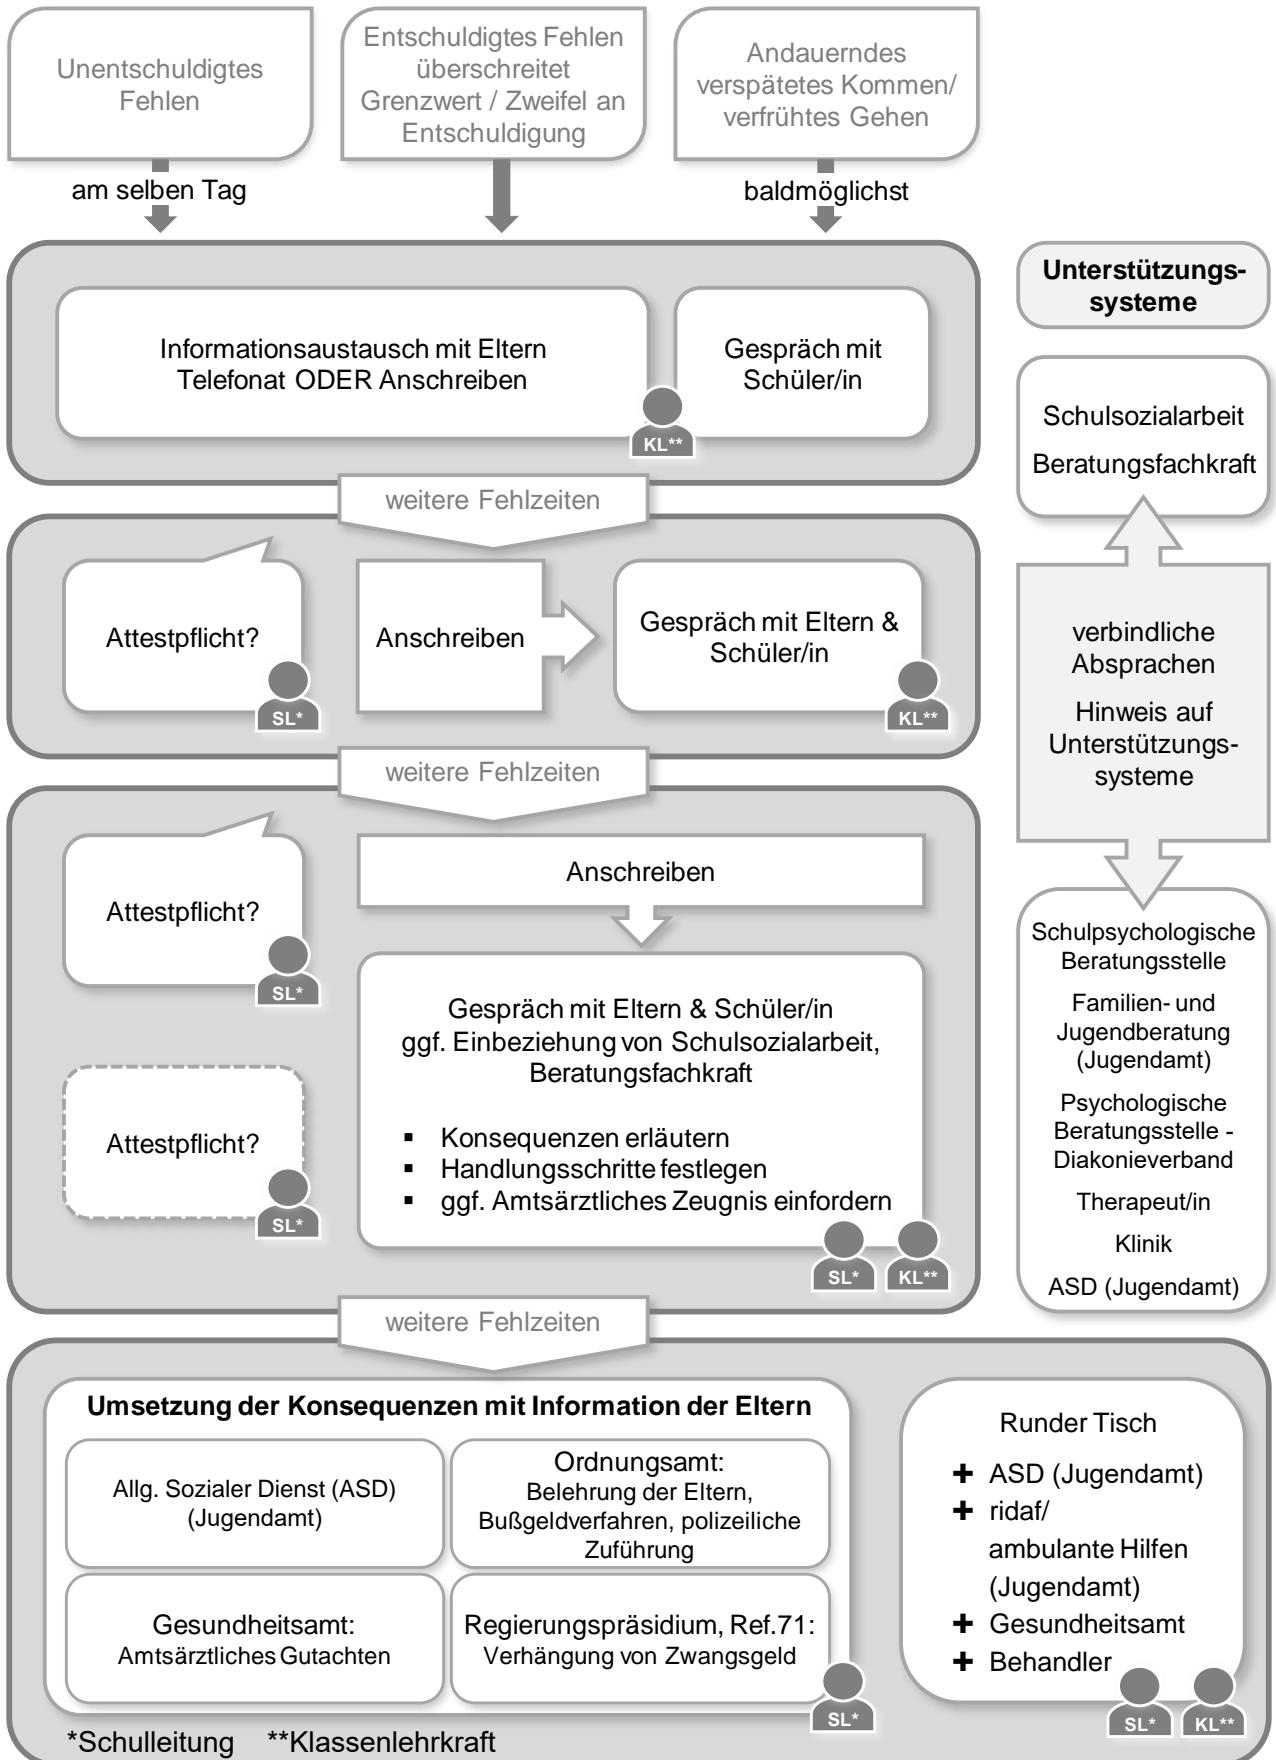 Unentschuldigtes
Fehlen
Entschuldigtes Fehlen
überschreitet
Grenzwert / Zweifel an
Entschuldigung
Andauerndes
verspätetes Kommen/
verfrühtes Gehen
am selben Tag
baldmöglichst
Informationsaustausch mit Eltern
Telefonat ODER Anschreiben
KL**
Gespräch mit
Schüler/in
Unterstützungs-
systeme
Schulsozialarbeit
Beratungsfachkraft
weitere Fehlzeiten
Attestpflicht?
SL*
Anschreiben
Gespräch mit Eltern &
Schüler/in
KL**
verbindliche
Absprachen
Hinweis auf
Unterstützungs-
systeme
weitere Fehlzeiten
Attestpflicht?
SL*
Anschreiben
Attestpflicht?
SL*
Gespräch mit Eltern & Schüler/in
ggf. Einbeziehung von Schulsozialarbeit,
Beratungsfachkraft
▪ Konsequenzen erläutern
▪ Handlungsschritte festlegen
▪ ggf. Amtsärztliches Zeugnis einfordern
SL* KL**
Schulpsychologische
Beratungsstelle
Familien- und
Jugendberatung
(Jugendamt)
Psychologische
Beratungsstelle -
Diakonieverband
Therapeut/in
Klinik
ASD (Jugendamt)
weitere Fehlzeiten
Umsetzung der Konsequenzen mit Information der Eltern
Allg. Sozialer Dienst (ASD)
(Jugendamt)
Ordnungsamt:
Belehrung der Eltern,
Bußgeldverfahren, polizeiliche
Zuführung
Gesundheitsamt:
Amtsärztliches Gutachten
Regierungspräsidium, Ref.71:
Verhängung von Zwangsgeld
SL*
Runder Tisch
+ ASD (Jugendamt)
+ ridaf/
ambulante Hilfen
(Jugendamt)
+ Gesundheitsamt
+ Behandler
SL* KL**
*Schulleitung **Klassenlehrkraft